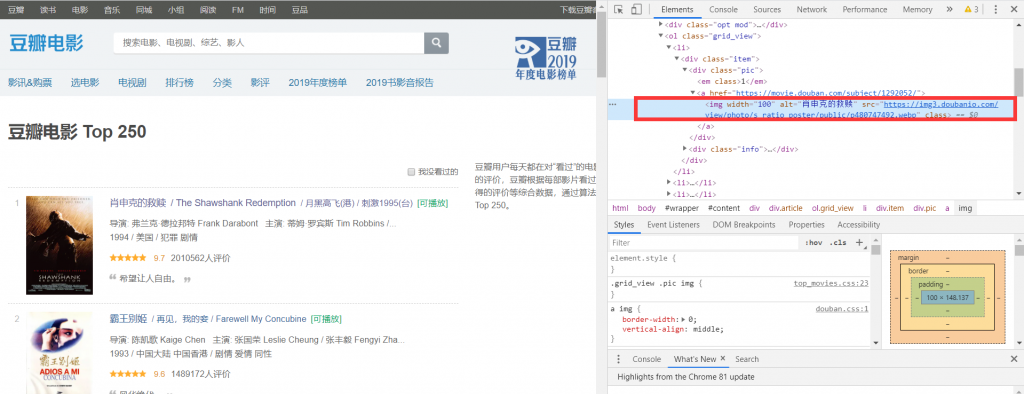 豆瓣 读书 电影 音乐 同城 小组 阅读 FM 时间 豆品 下载豆瓣
豆瓣电影
搜索电影、电视剧、综艺、影人
豆瓣
2019
年度电影榜单
影讯&购票 选电影 电视剧 排行榜 分类 影评 2019年度榜单 2019书影音报告
豆瓣电影 Top 250
我没看过的
豆瓣用户每天都在对“看过”的电影
的评价，豆瓣根据每部影片看过
得的评价等综合数据，通过算法
Top 250。
1
肖申克的救赎 / The Shawshank Redemption / 月黑高飞(港) / 刺激1995(台) [可播放]
导演: 弗兰克·德拉邦特 Frank Darabont 主演: 蒂姆·罗宾斯 Tim Robbins /...
1994 / 美国 / 犯罪 剧情
9.7 2010562人评价
希望让人自由。
SHAWSHANK
2
霸王别姬 / 再见，我的妾 / Farewell My Concubine [可播放]
导演: 陈凯歌 Kaige Chen 主演: 张国荣 Leslie Cheung / 张丰毅 Fengyi Zha...
1993 / 中国大陆 中国香港 / 剧情 爱情 同性
9.6 1489172人评价
风华绝代。
霸王别姬
ADIOS A MI
CONCUBINA
Elements Console Sources Network Performance Memory » 3
<div class="opt mod">…</div>
<ol class="grid_view">
<li>
<div class="item">
<div class="pic">
<em class>1</em>
<a href="https://movie.douban.com/subject/1292052/">
<img width="100" alt="肖申克的救赎" src="https://img3.doubanio.com/
view/photo/s_ratio_poster/public/p480747492.webp" class> == $0
</a>
</div>
<div class="info">…</div>
</div>
</li>
<li>…</li>
<li>…</li>
html body #wrapper #content div div.article ol.grid_view li div.item div.pic a img
Styles Event Listeners DOM Breakpoints Properties Accessibility
Filter :hov .cls +
element.style {
}
.grid_view .pic img { top_movies.css:23
}
a img { douban.css:1
border-width: 0;
vertical-align: middle;
margin –
border –
padding –
– – – 100 × 148.137 – – –
–
–
–
Console What's New × Search
Highlights from the Chrome 81 update